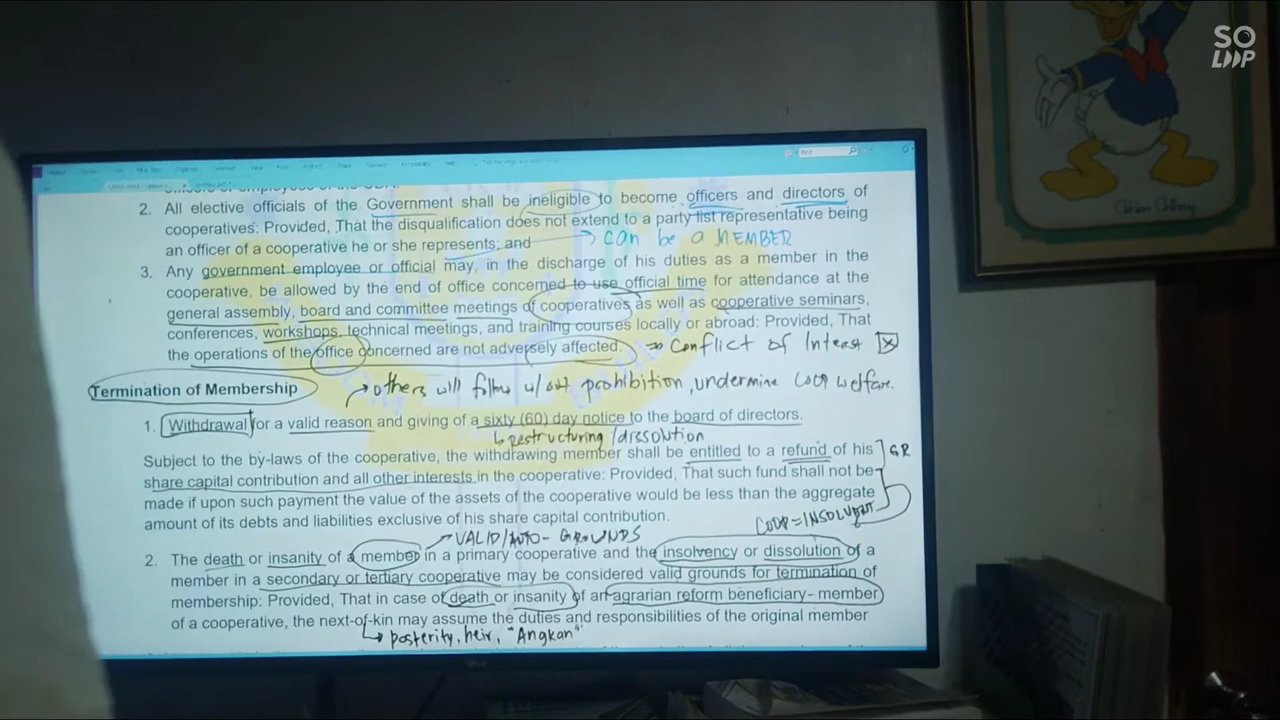 SO
LOOP
2. All elective officials of the Government shall be ineligible to become officers and directors of
cooperatives: Provided, That the disqualification does not extend to a party list representative being
an officer of a cooperative he or she represents; and
can be a MEMBER
3. Any government employee or official may, in the discharge of his duties as a member in the
cooperative, be allowed by the end of office concerned to use official time for attendance at the
general assembly, board and committee meetings of cooperatives as well as cooperative seminars,
conferences, workshops, technical meetings, and training courses locally or abroad: Provided, That
the operations of the office concerned are not adversely affected.
Conflict of Interest
others will follow w/out prohibition, undermine coop welfare.
Termination of Membership
1. Withdrawal for a valid reason and giving of a sixty (60) day notice to the board of directors.
restructuring/dissolution
Subject to the by-laws of the cooperative, the withdrawing member shall be entitled to a refund of his
GR
share capital contribution and all other interests in the cooperative: Provided, That such fund shall not be
made if upon such payment the value of the assets of the cooperative would be less than the aggregate
amount of its debts and liabilities exclusive of his share capital contribution.
COOP=INSOLVENT
VALID/AUTO-GROUNDS
2. The death or insanity of a member in a primary cooperative and the insolvency or dissolution of a
member in a secondary or tertiary cooperative may be considered valid grounds for termination of
membership: Provided, That in case of death or insanity of an agrarian reform beneficiary- member
of a cooperative, the next-of-kin may assume the duties and responsibilities of the original member
posterity, heir, "Angkan"